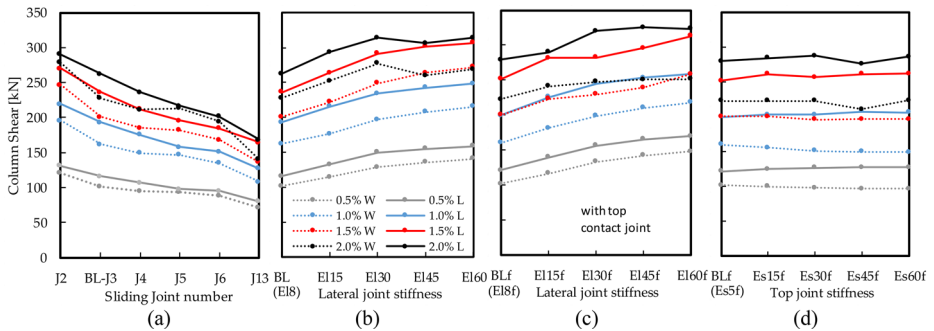 Column Shear [kN]
350
300
250
200
150
100
50
0
J2 BL-J3 J4 J5 J6 J13
Sliding Joint number
(a)
0.5% W 0.5% L
1.0% W 1.0% L
1.5% W 1.5% L
2.0% W 2.0% L
BL El15 El30 El45 El60
(El8) Lateral joint stiffness
(b)
with top
contact joint
BLf El15f El30f El45f El60f
(El8f) Lateral joint stiffness
(c)
BLf Es15f Es30f Es45f Es60f
(Es5f) Top joint stiffness
(d)